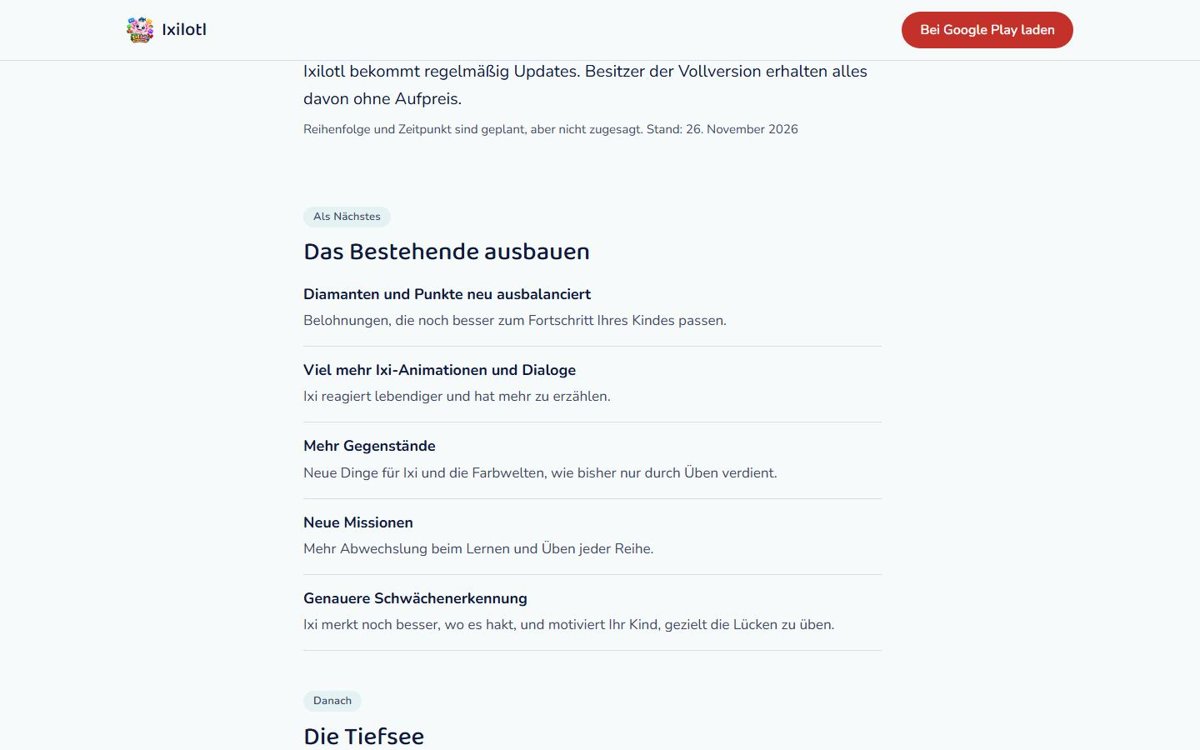 Ixilotl
Bei Google Play laden
Ixilotl bekommt regelmäßig Updates. Besitzer der Vollversion erhalten alles
davon ohne Aufpreis.
Reihenfolge und Zeitpunkt sind geplant, aber nicht zugesagt. Stand: 26. November 2026
Als Nächstes
Das Bestehende ausbauen
Diamanten und Punkte neu ausbalanciert
Belohnungen, die noch besser zum Fortschritt Ihres Kindes passen.
Viel mehr Ixi-Animationen und Dialoge
Ixi reagiert lebendiger und hat mehr zu erzählen.
Mehr Gegenstände
Neue Dinge für Ixi und die Farbwelten, wie bisher nur durch Üben verdient.
Neue Missionen
Mehr Abwechslung beim Lernen und Üben jeder Reihe.
Genauere Schwächenerkennung
Ixi merkt noch besser, wo es hakt, und motiviert Ihr Kind, gezielt die Lücken zu üben.
Danach
Die Tiefsee